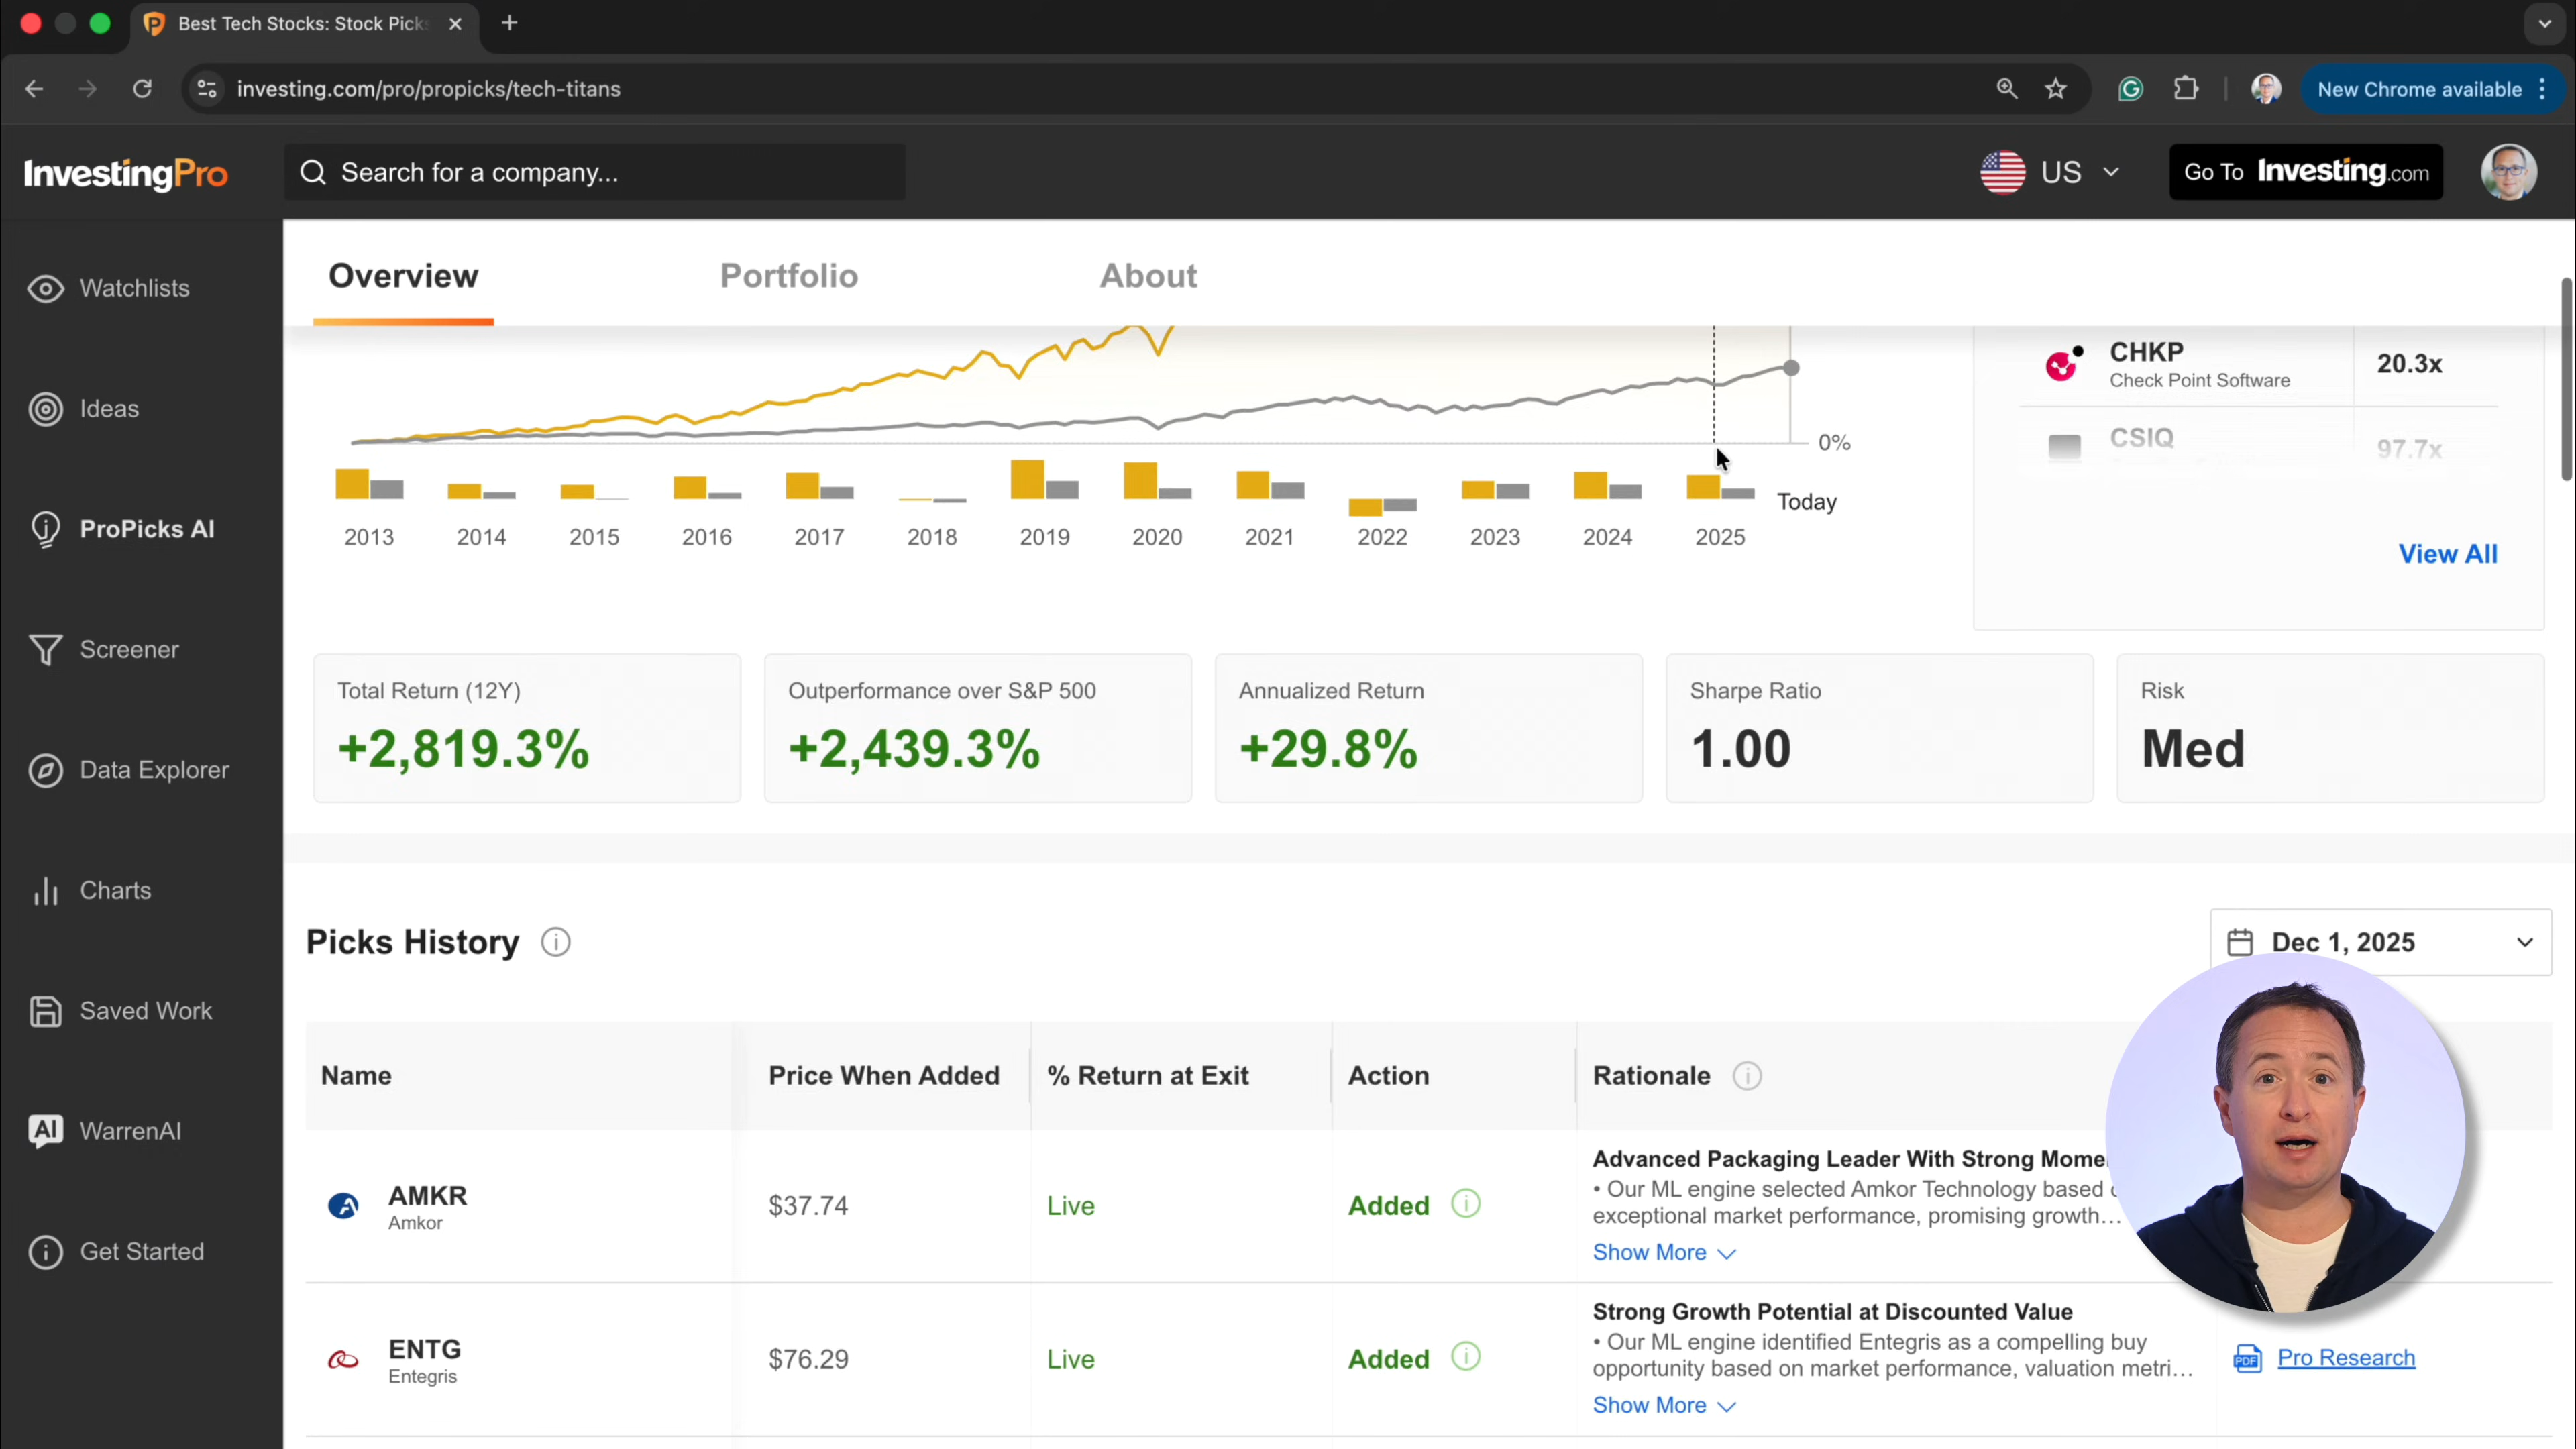 Best Tech Stocks: Stock Picks
investing.com/pro/propicks/tech-titans
New Chrome available
InvestingPro
Search for a company...
US
Go To Investing.com
Watchlists
Ideas
ProPicks AI
Screener
Data Explorer
Charts
Saved Work
AI WarrenAI
Get Started
Overview
Portfolio
About
0%
Today
2013 2014 2015 2016 2017 2018 2019 2020 2021 2022 2023 2024 2025
CHKP
Check Point Software
20.3x
CSIQ
97.7x
View All
Total Return (12Y)
+2,819.3%
Outperformance over S&P 500
+2,439.3%
Annualized Return
+29.8%
Sharpe Ratio
1.00
Risk
Med
Picks History
Dec 1, 2025
Name
Price When Added
% Return at Exit
Action
Rationale
AMKR
Amkor
$37.74
Live
Added
Advanced Packaging Leader With Strong
• Our ML engine selected Amkor Technology based
exceptional market performance, promising growth...
Show More
ENTG
Entegris
$76.29
Live
Added
Strong Growth Potential at Discounted Value
• Our ML engine identified Entegris as a compelling buy
opportunity based on market performance, valuation metri...
Show More
PDF Pro Research